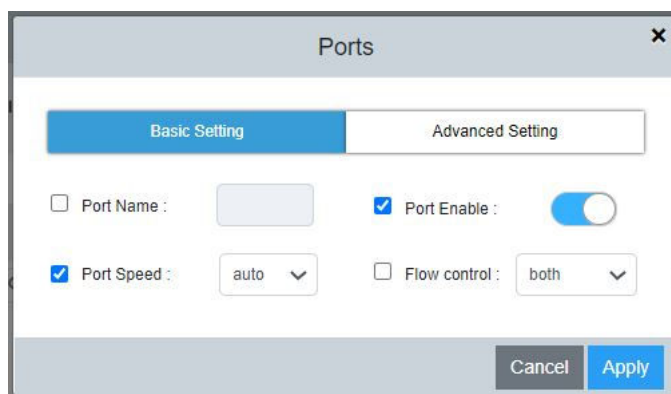 Ports
Basic Setting Advanced Setting
Port Name : Port Enable :
Port Speed : auto Flow control : both
Cancel Apply